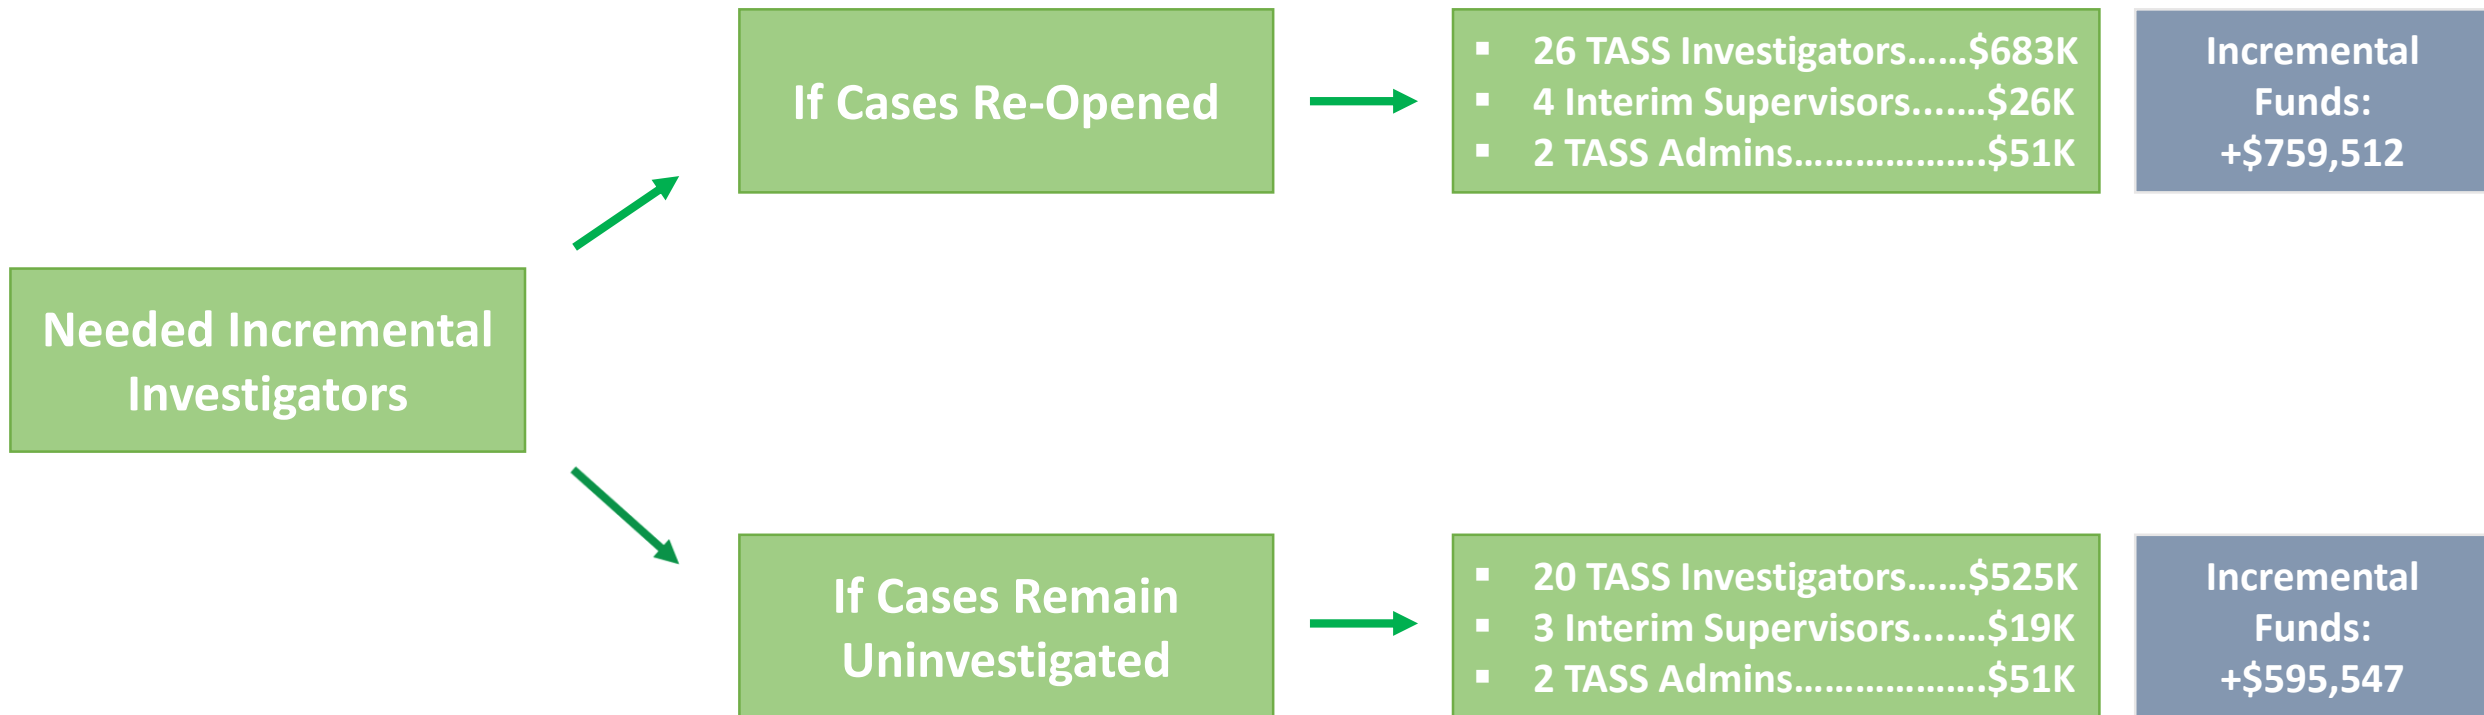 If Cases Re-Opened
▪ 26 TASS Investigators......$683K
▪ 4 Interim Supervisors.......$26K
▪ 2 TASS Admins....................$51K
Incremental
Funds:
+$759,512
Needed Incremental
Investigators
If Cases Remain
Uninvestigated
▪ 20 TASS Investigators......$525K
▪ 3 Interim Supervisors.......$19K
▪ 2 TASS Admins....................$51K
Incremental
Funds:
+$595,547